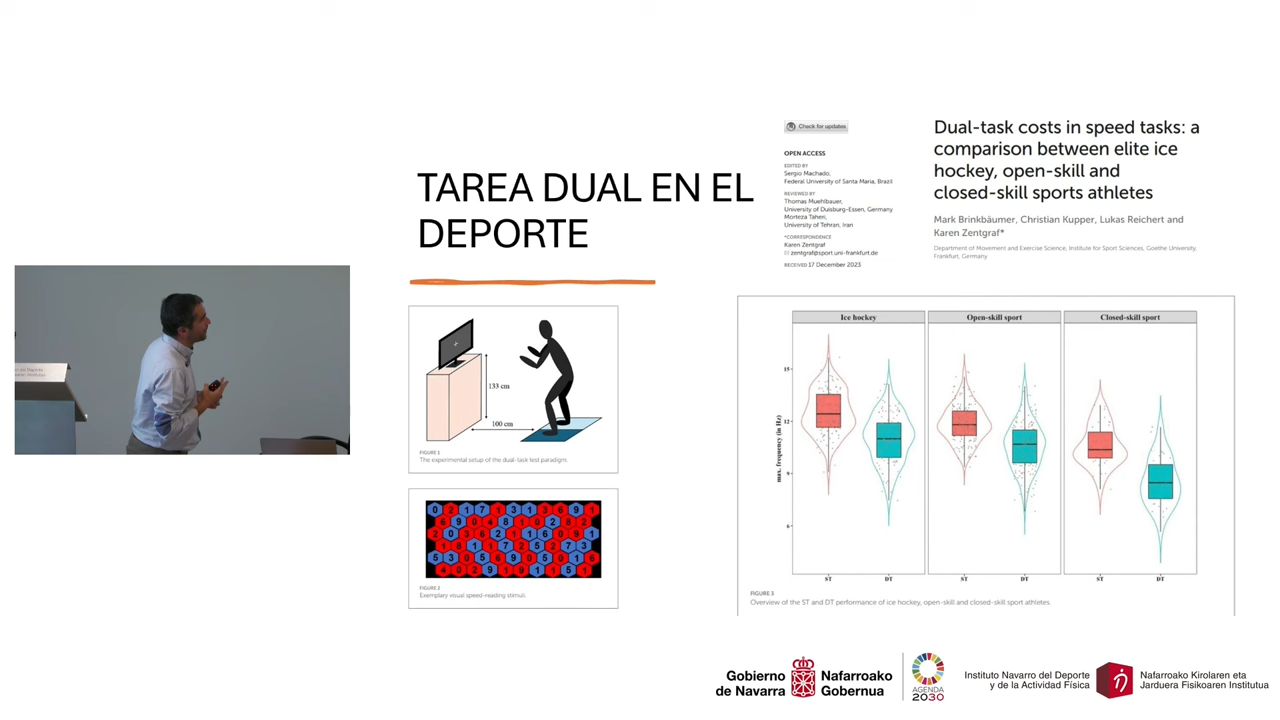 TAREA DUAL EN EL
DEPORTE
Check for updates
OPEN ACCESS
EDITED BY
Sergio Machado,
Federal University of Santa Maria, Brazil
REVIEWED BY
Thomas Muehlbauer,
University of Duisburg-Essen, Germany
Morteza Taheri,
University of Tehran, Iran
*CORRESPONDENCE
Karen Zentgraf
zentgraf@sport.uni-frankfurt.de
RECEIVED 17 December 2023
Dual-task costs in speed tasks: a
comparison between elite ice
hockey, open-skill and
closed-skill sports athletes
Mark Brinkbäumer, Christian Kupper, Lukas Reichert and
Karen Zentgraf*
Department of Movement and Exercise Science, Institute for Sport Sciences, Goethe University,
Frankfurt, Germany
133 cm
100 cm
FIGURE 1
The experimental setup of the dual-task test paradigm.
FIGURE 2
Exemplary visual speed-reading stimuli.
Ice hockey
Open-skill sport
Closed-skill sport
max. frequency (in Hz)
15
12
9
6
ST DT ST DT ST DT
FIGURE 3
Overview of the ST and DT performance of ice hockey, open-skill and closed-skill sport athletes.
Gobierno
de Navarra
Nafarroako
Gobernua
AGENDA
2030
Instituto Navarro del Deporte
y de la Actividad Física
Nafarroako Kirolaren eta
Jarduera Fisikoaren Institutua